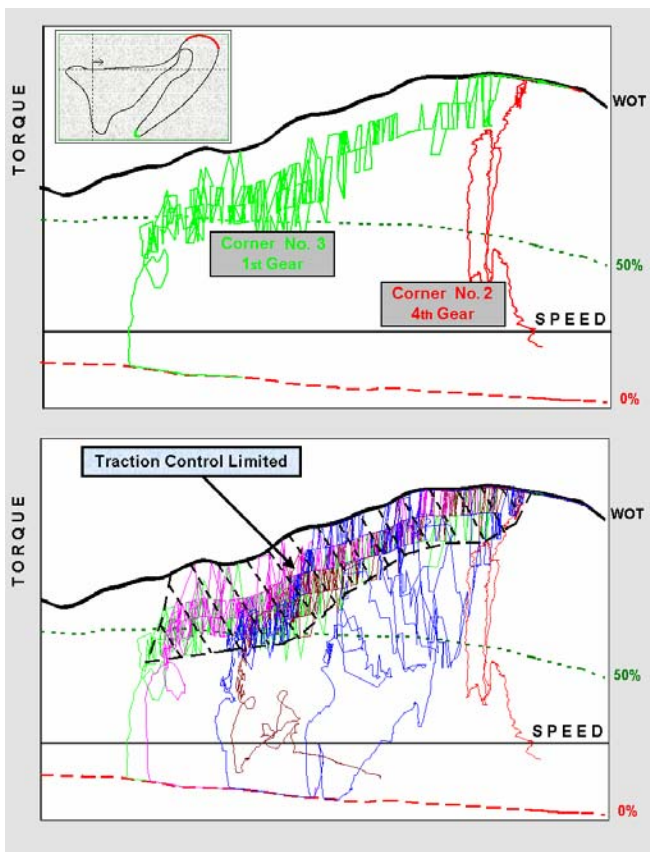 TORQUE
WOT
Corner No. 3
1st Gear
50%
Corner No. 2
4th Gear
SPEED
0%
Traction Control Limited
TORQUE
WOT
50%
SPEED
0%